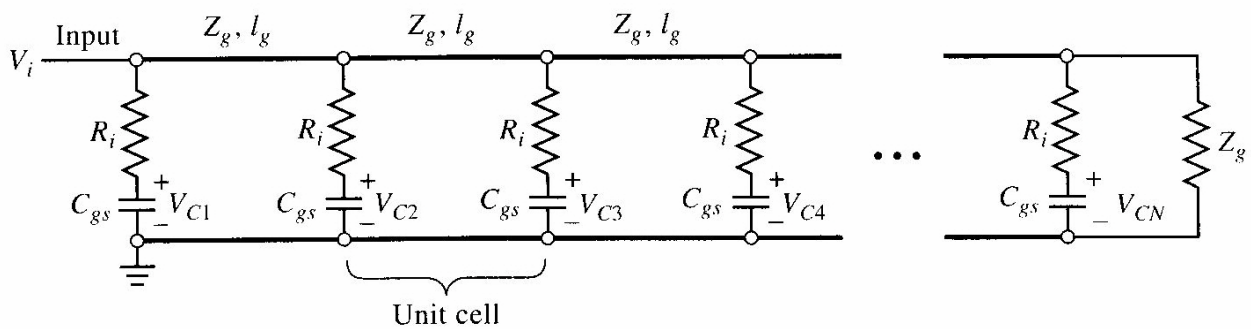 Input
V_i
Z_g, l_g
Z_g, l_g
Z_g, l_g
R_i
R_i
R_i
R_i
R_i
Z_g
C_gs
+
V_C1
–
C_gs
+
V_C2
–
C_gs
+
V_C3
–
C_gs
+
V_C4
–
•••
C_gs
+
V_CN
–
Unit cell